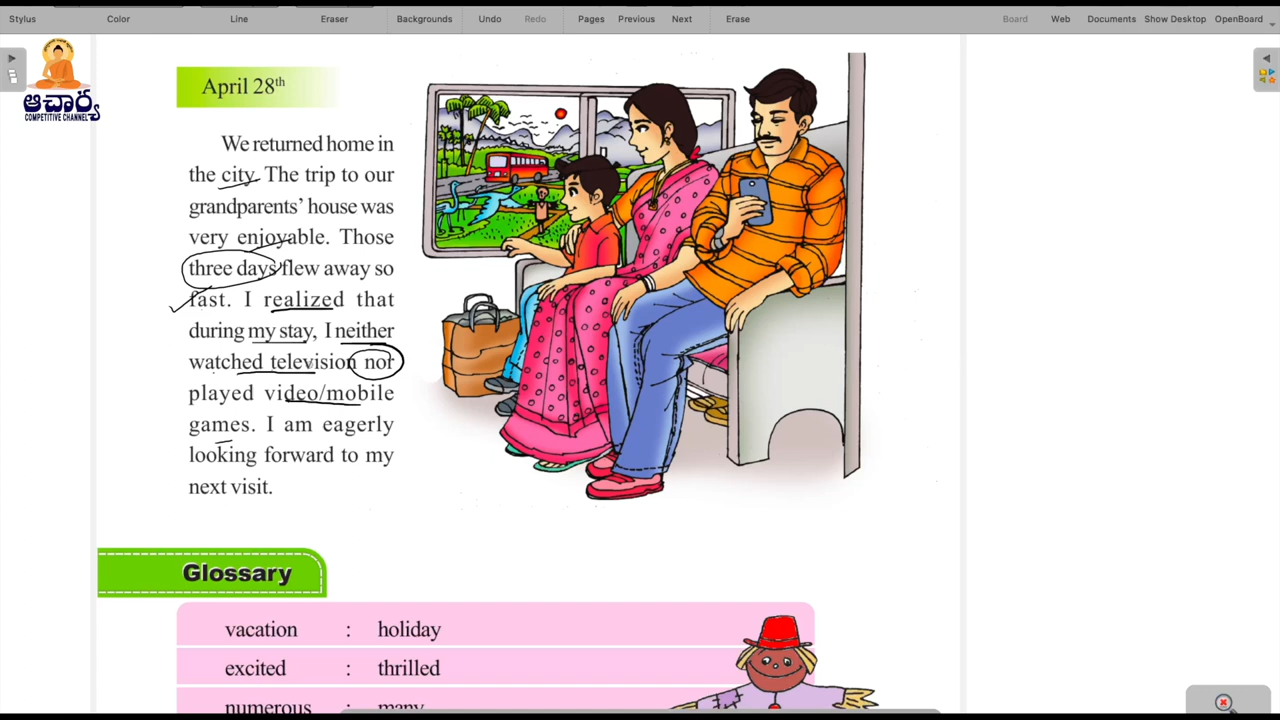 Stylus Color Line Eraser Backgrounds Undo Redo Pages Previous Next Erase Board Web Documents Show Desktop OpenBoard
ఆచార్య
COMPETITIVE CHANNEL
April 28th
We returned home in
the city. The trip to our
grandparents' house was
very enjoyable. Those
three days flew away so
fast. I realized that
during my stay, I neither
watched television nor
played video/mobile
games. I am eagerly
looking forward to my
next visit.
Glossary
vacation : holiday
excited : thrilled
numerous : many